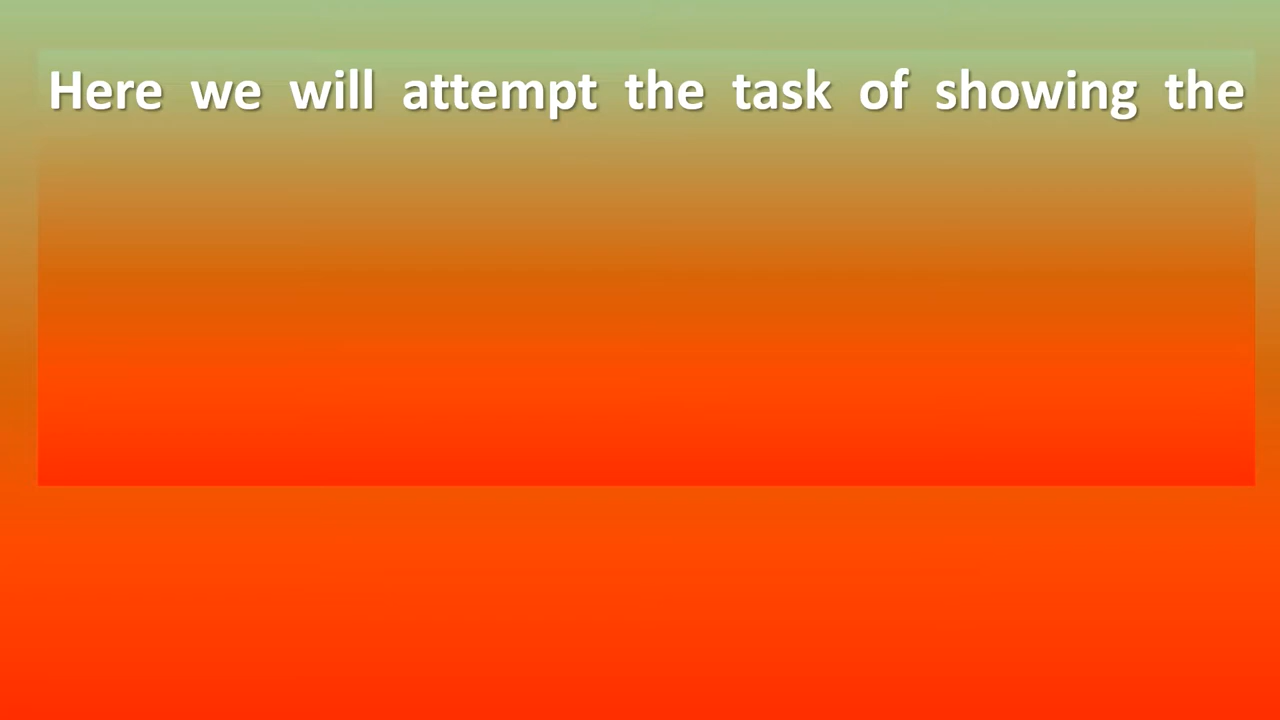 Here we will attempt the task of showing the